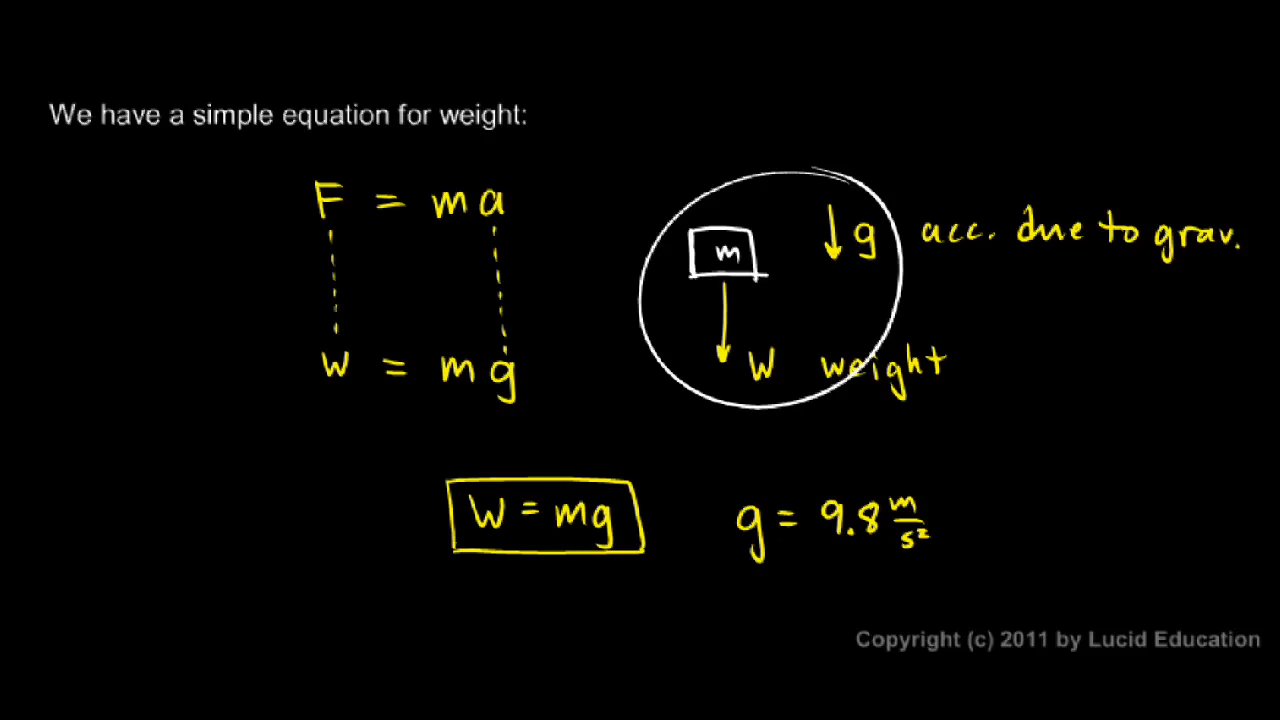 We have a simple equation for weight:
F = ma
m
↓ g acc. due to grav.
W = mg
W weight
W = mg
g = 9.8 m/s²
Copyright (c) 2011 by Lucid Education